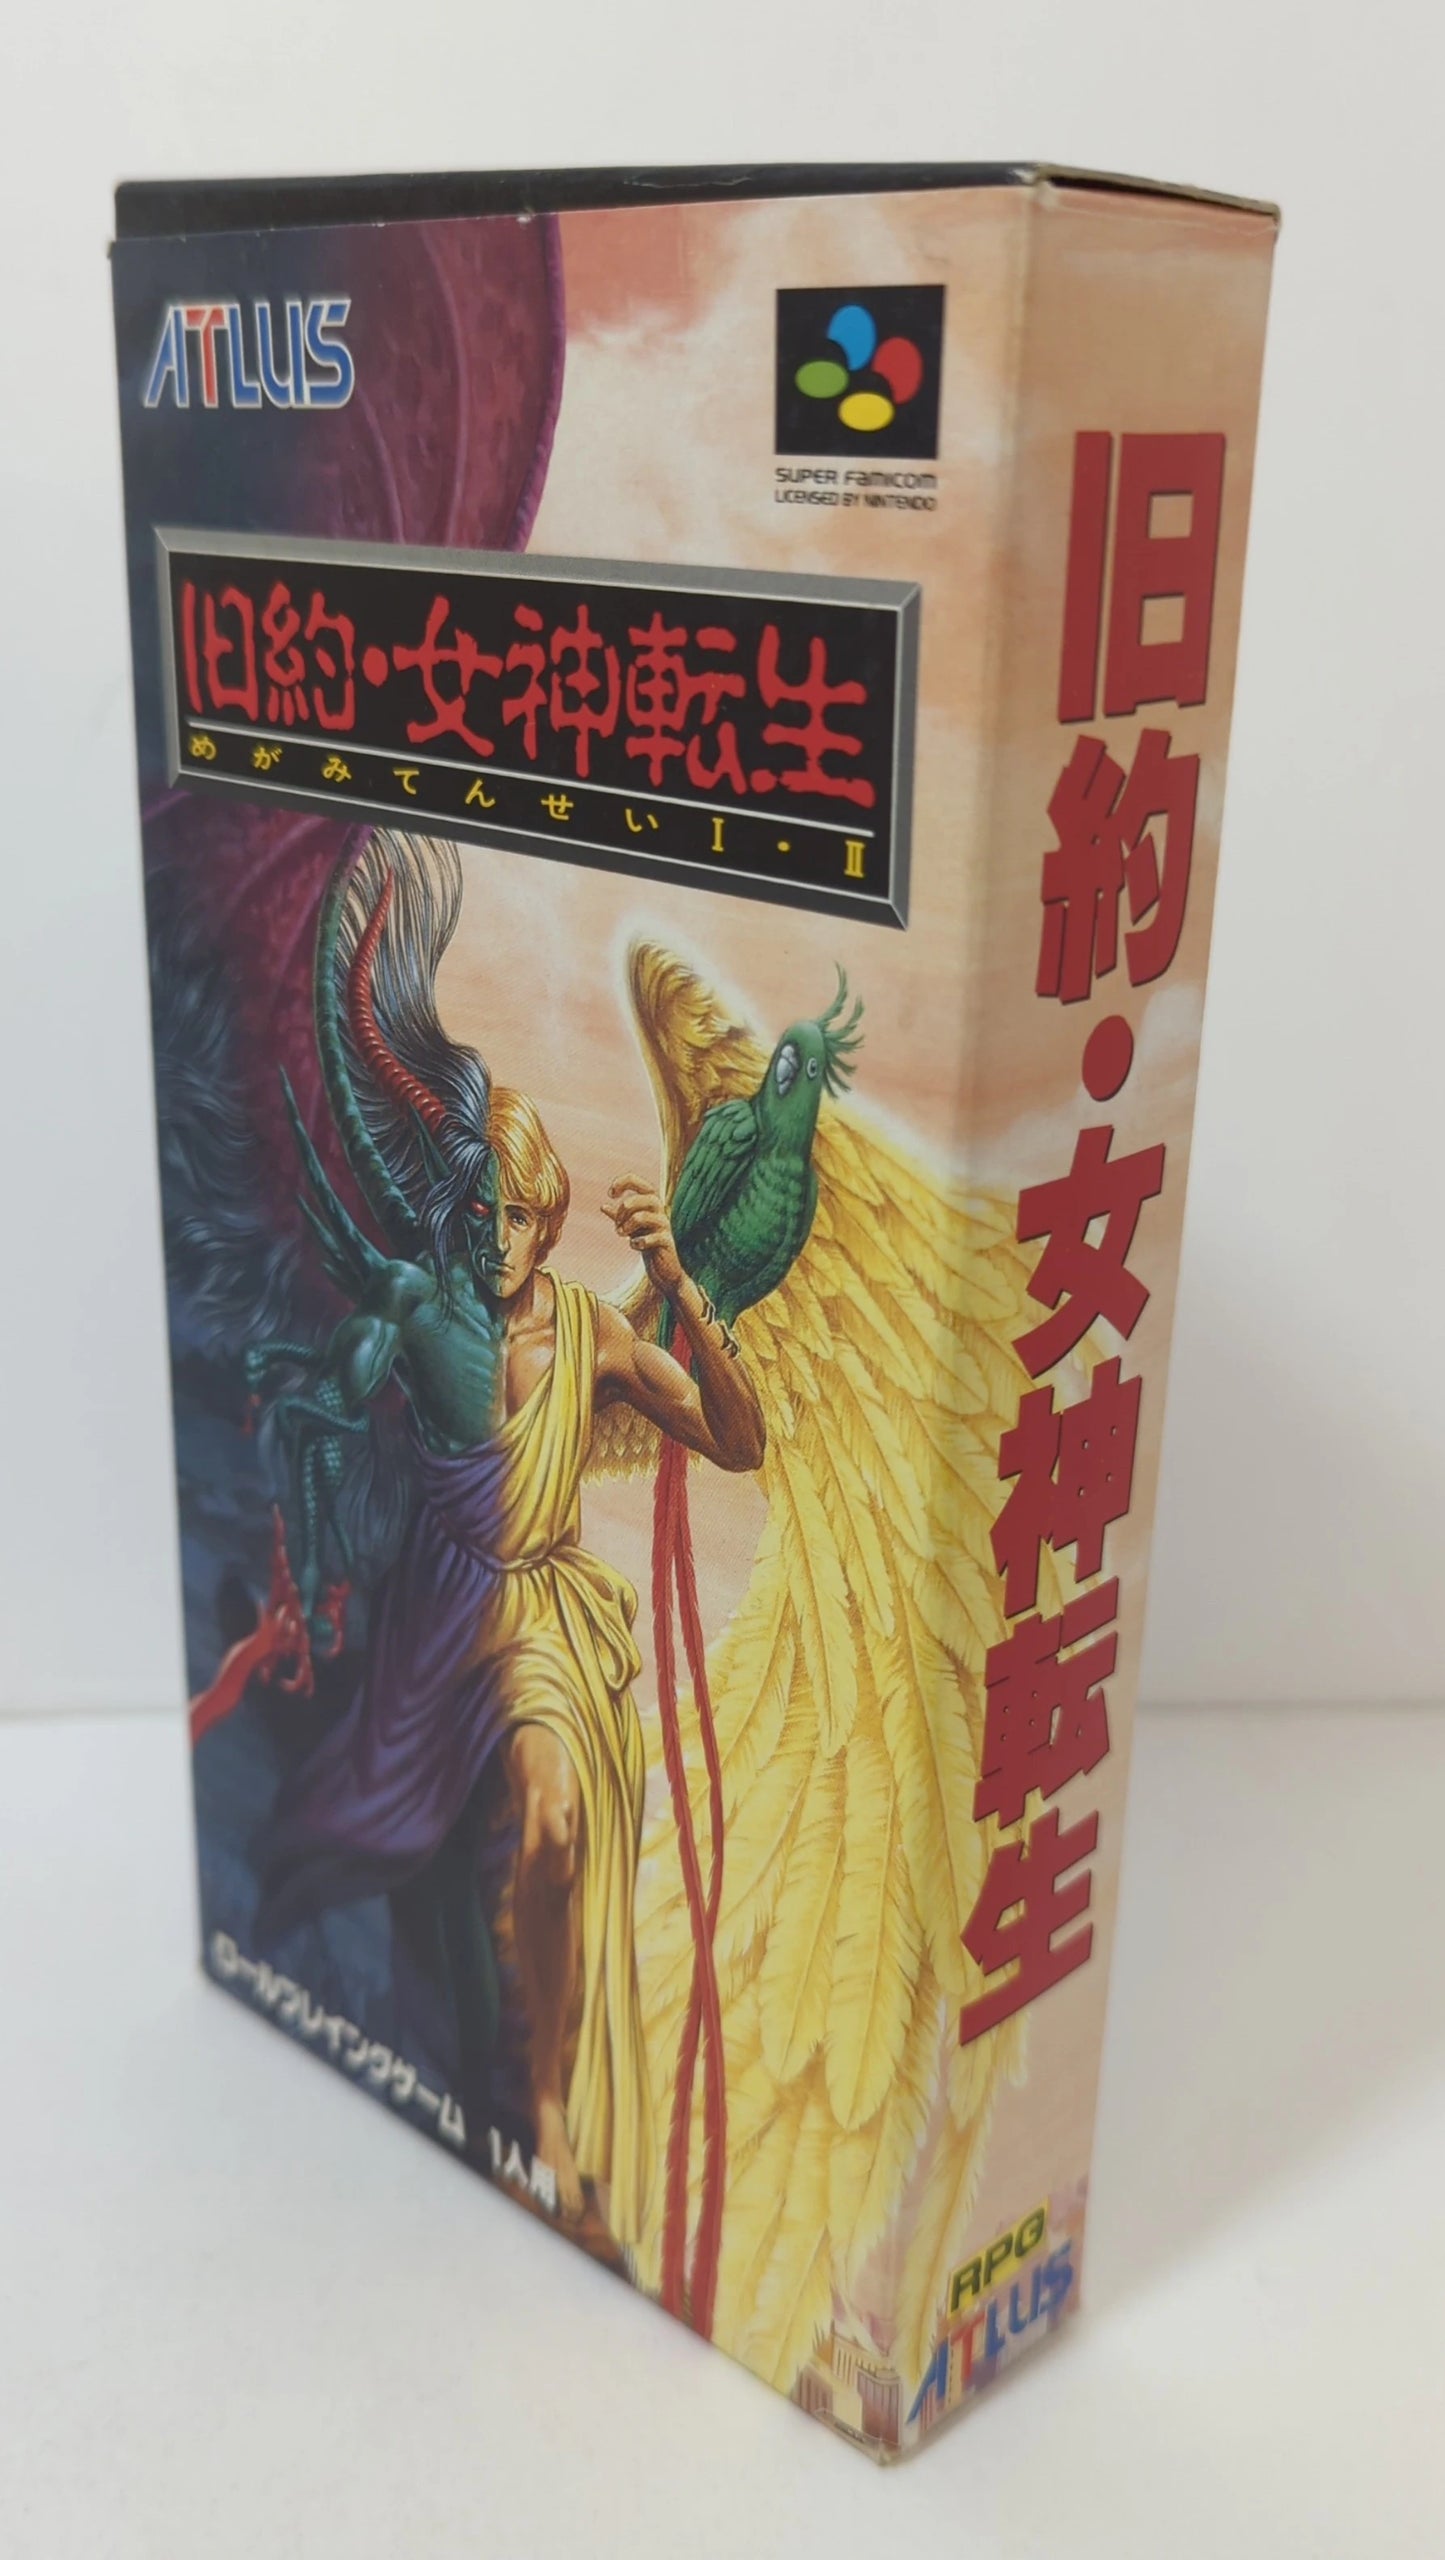 ATLUS
SUPER FAMICOM
LICENSED BY NINTENDO
旧約・女神転生
めがみてんせいI・II
ロールプレイングゲーム 1人用
旧約・女神転生
RPG
ATLUS